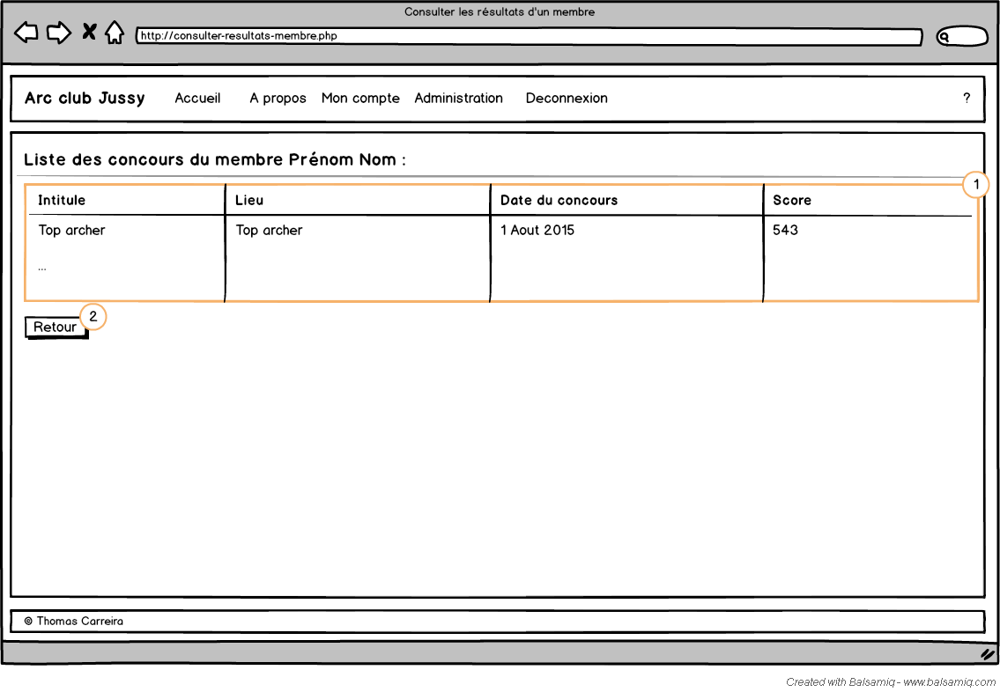 Consulter les résultats d'un membre
http://consulter-resultats-membre.php
Arc club Jussy Accueil A propos Mon compte Administration Deconnexion ?
Liste des concours du membre Prénom Nom :
1
Intitule Lieu Date du concours Score
Top archer Top archer 1 Aout 2015 543
...
2
Retour
© Thomas Carreira
Created with Balsamiq - www.balsamiq.com